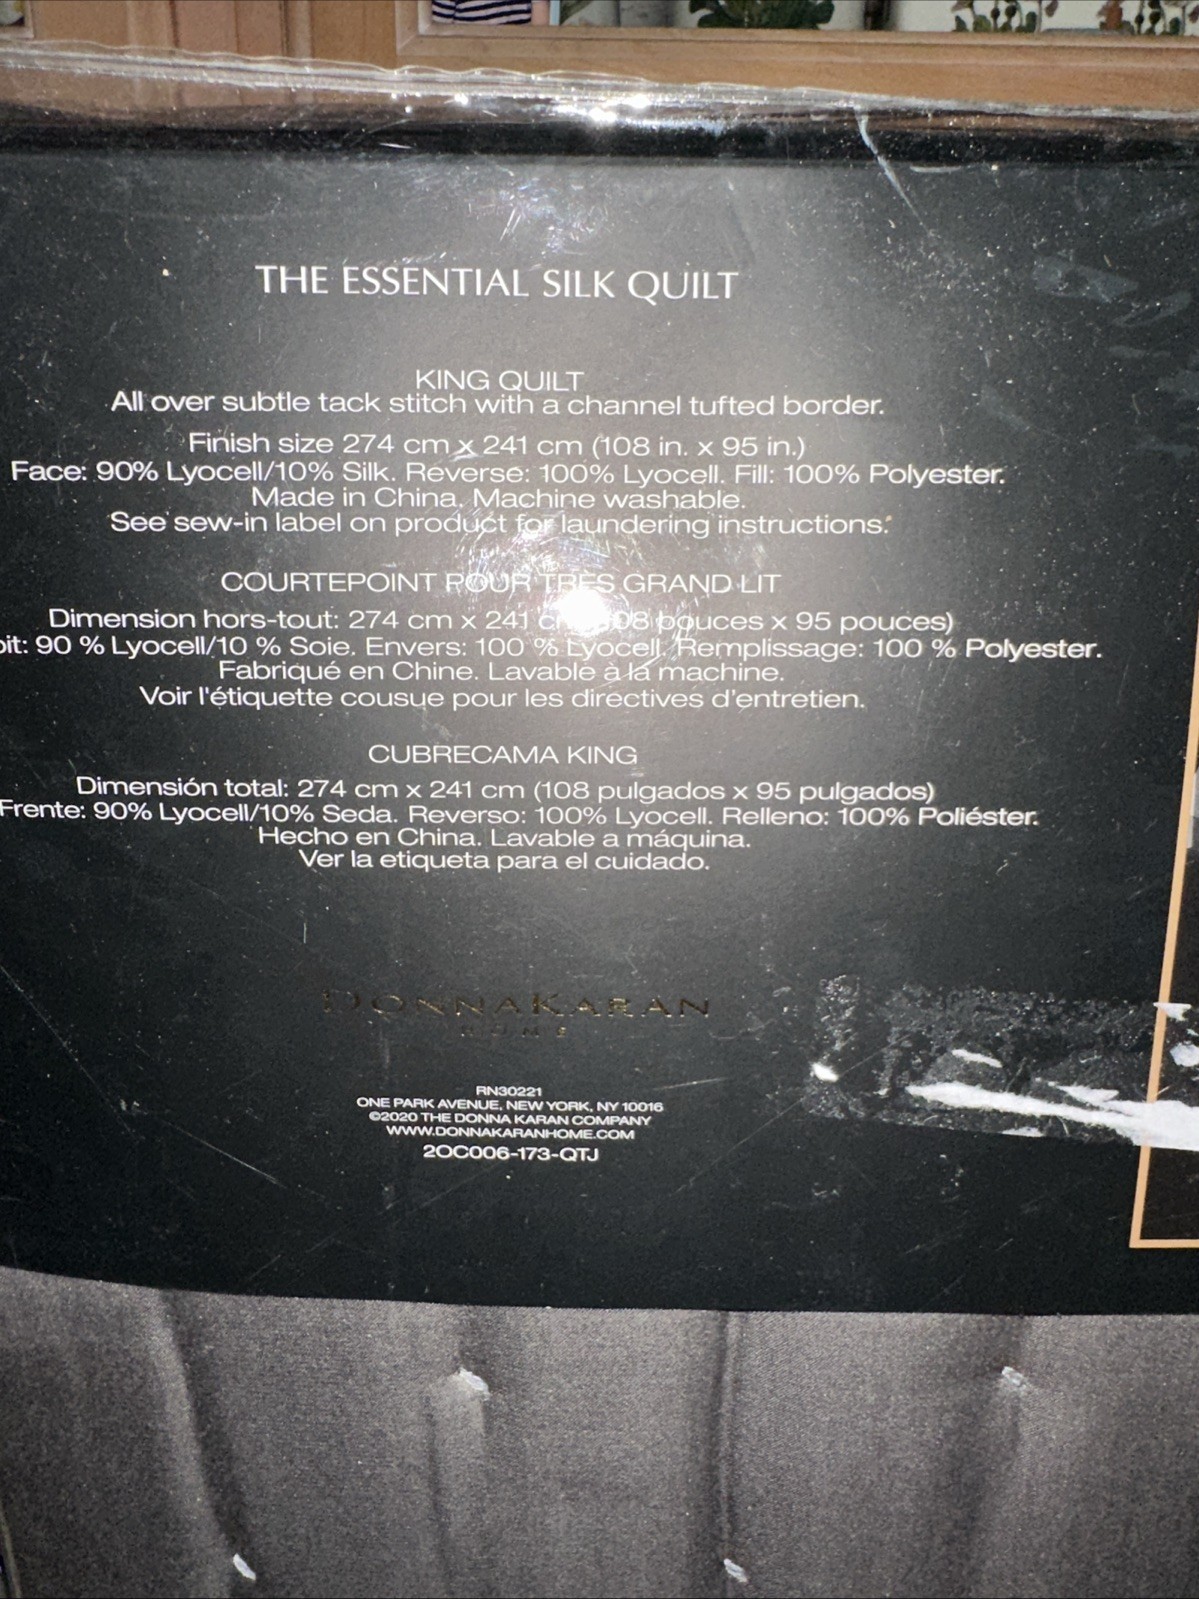 THE ESSENTIAL SILK QUILT
KING QUILT
All over subtle tack stitch with a channel tufted border.
Finish size 274 cm x 241 cm (108 in. x 95 in.)
Face: 90% Lyocell/10% Silk. Reverse: 100% Lyocell. Fill: 100% Polyester.
Made in China. Machine washable.
See sew-in label on product for laundering instructions.
COURTEPOINT POUR TRES GRAND LIT
Dimension hors-tout: 274 cm x 241 pouces x 95 pouces)
90 % Lyocell/10 % Soie. Envers: 100 % Lyocell. Remplissage: 100 % Polyester.
Fabriqué en Chine. Lavable à la machine.
Voir l'étiquette cousue pour les directives d'entretien.
CUBRECAMA KING
Dimensión total: 274 cm x 241 cm (108 pulgados x 95 pulgados)
Frente: 90% Lyocell/10% Seda. Reverso: 100% Lyocell. Relleno: 100% Poliéster.
Hecho en China. Lavable a máquina.
Ver la etiqueta para el cuidado.
DONNAKARAN
HOME
RN30221
ONE PARK AVENUE, NEW YORK, NY 10016
©2020 THE DONNA KARAN COMPANY
WWW.DONNAKARANHOME.COM
20C006-173-QTJ